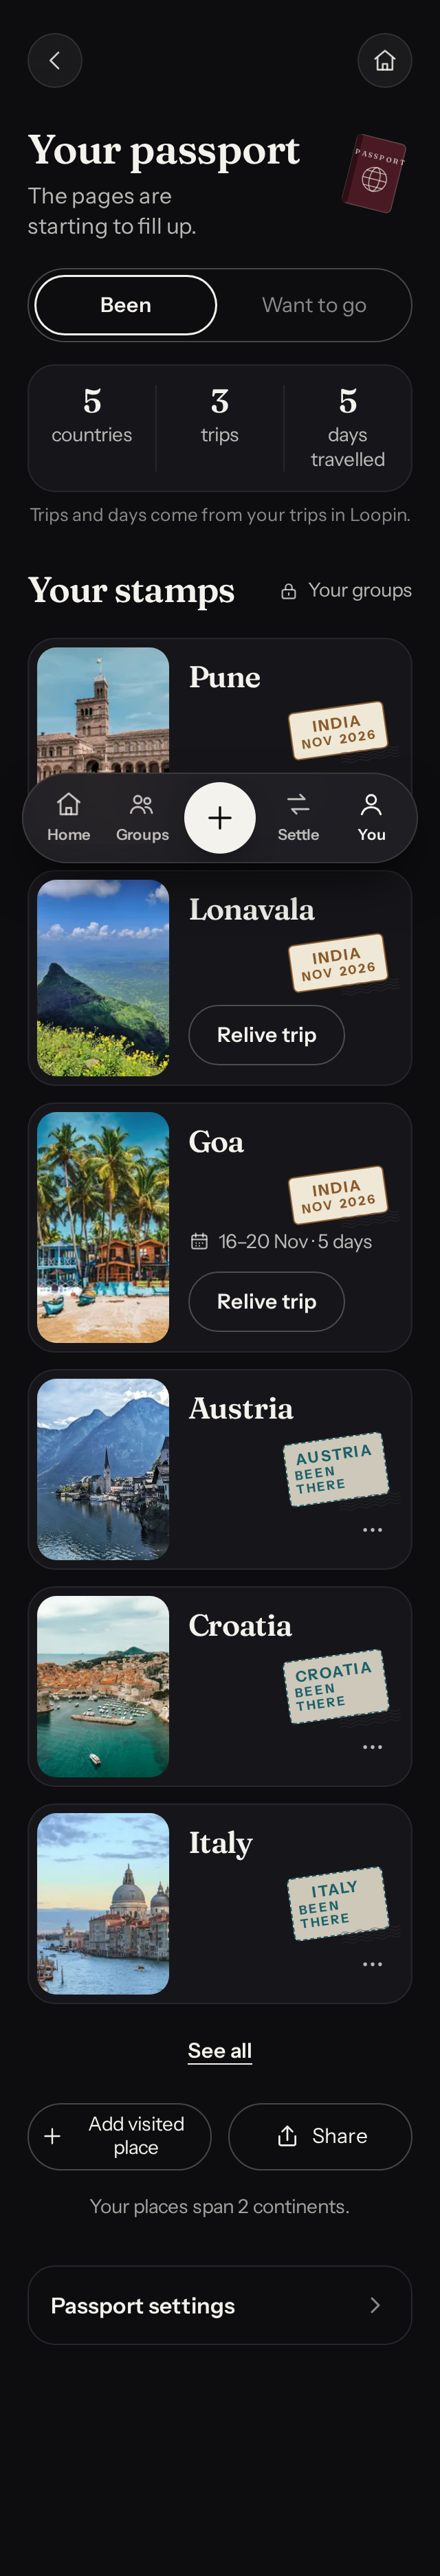 Your passport
PASSPORT
The pages are
starting to fill up.
Been
Want to go
5
countries
3
trips
5
days
travelled
Trips and days come from your trips in Loopin.
Your stamps
Your groups
Pune
INDIA
NOV 2026
Home
Groups
Settle
You
Lonavala
INDIA
NOV 2026
Relive trip
Goa
INDIA
NOV 2026
16–20 Nov · 5 days
Relive trip
Austria
AUSTRIA
BEEN
THERE
Croatia
CROATIA
BEEN
THERE
Italy
ITALY
BEEN
THERE
See all
Add visited
place
Share
Your places span 2 continents.
Passport settings